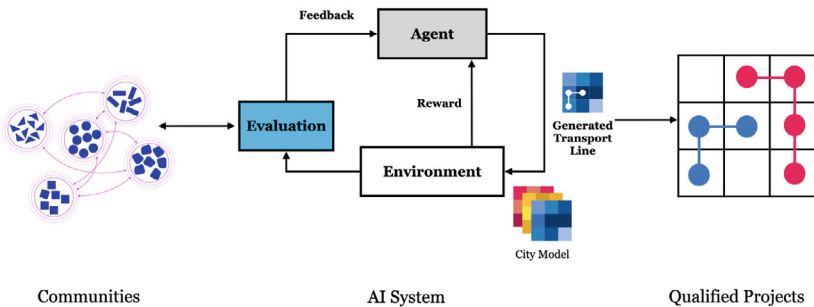 Feedback
Agent
Reward
Evaluation
Environment
Generated
Transport
Line
City Model
Communities
AI System
Qualified Projects